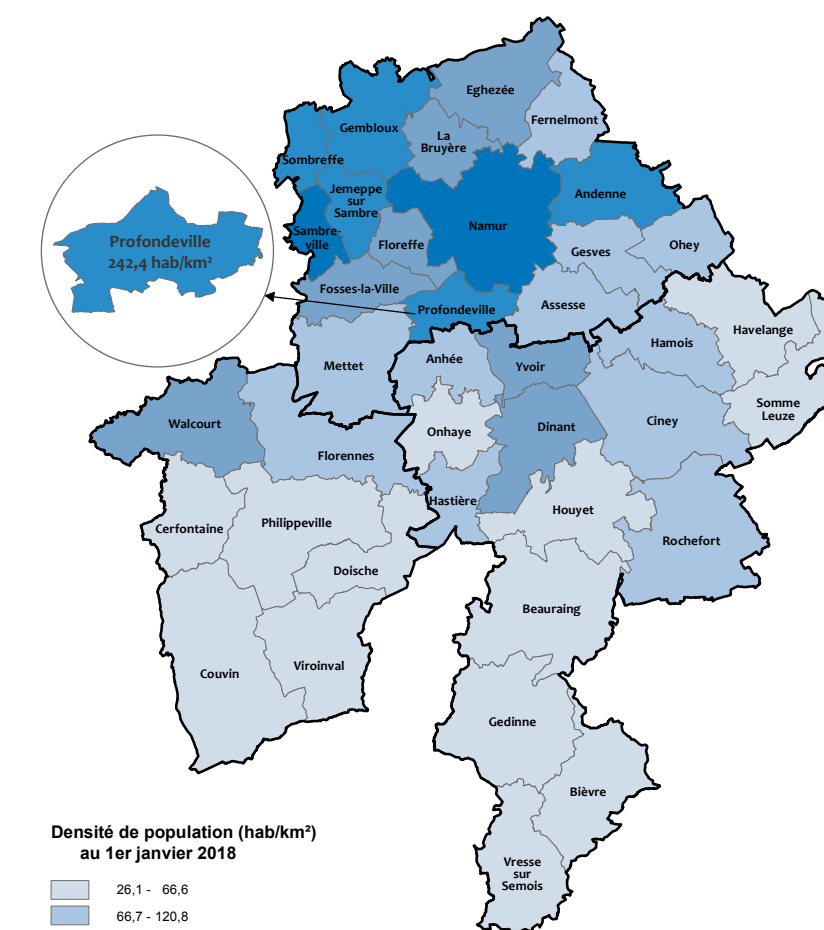 Eghezée
Fernelmont
Gembloux
La
Bruyère
Sombreffe
Jemeppe
sur
Sambre
Andenne
Namur
Sambre-
ville
Floreffe
Profondeville
242,4 hab/km²
Gesves
Ohey
Fosses-la-Ville
Profondeville
Assesse
Havelange
Hamois
Anhée
Yvoir
Mettet
Somme
Leuze
Walcourt
Onhaye
Dinant
Ciney
Florennes
Hastière
Houyet
Philippeville
Cerfontaine
Rochefort
Doische
Beauraing
Viroinval
Couvin
Gedinne
Bièvre
Vresse
sur
Semois
Densité de population (hab/km²)
au 1er janvier 2018
26,1 - 66,6
66,7 - 120,8